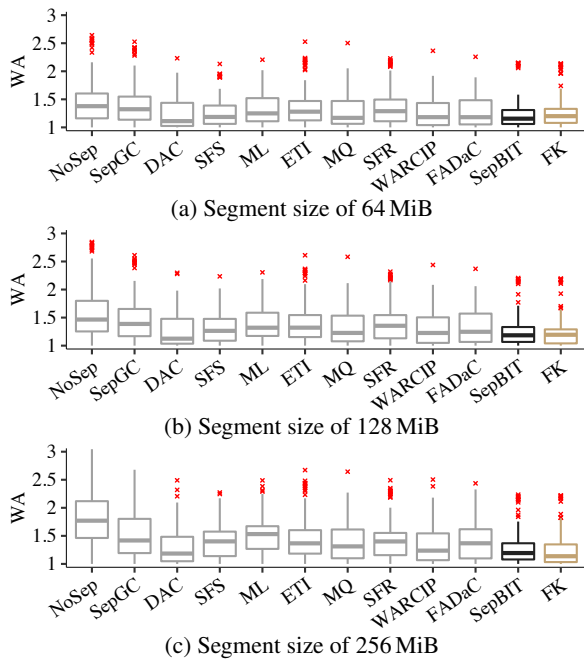 3
2.5
2
1.5
1
WA
NoSep SepGC DAC SFS ML ETI MQ SFR WARCIP FADaC SepBIT FK
(a) Segment size of 64 MiB
3
2.5
2
1.5
1
WA
NoSep SepGC DAC SFS ML ETI MQ SFR WARCIP FADaC SepBIT FK
(b) Segment size of 128 MiB
3
2.5
2
1.5
1
WA
NoSep SepGC DAC SFS ML ETI MQ SFR WARCIP FADaC SepBIT FK
(c) Segment size of 256 MiB